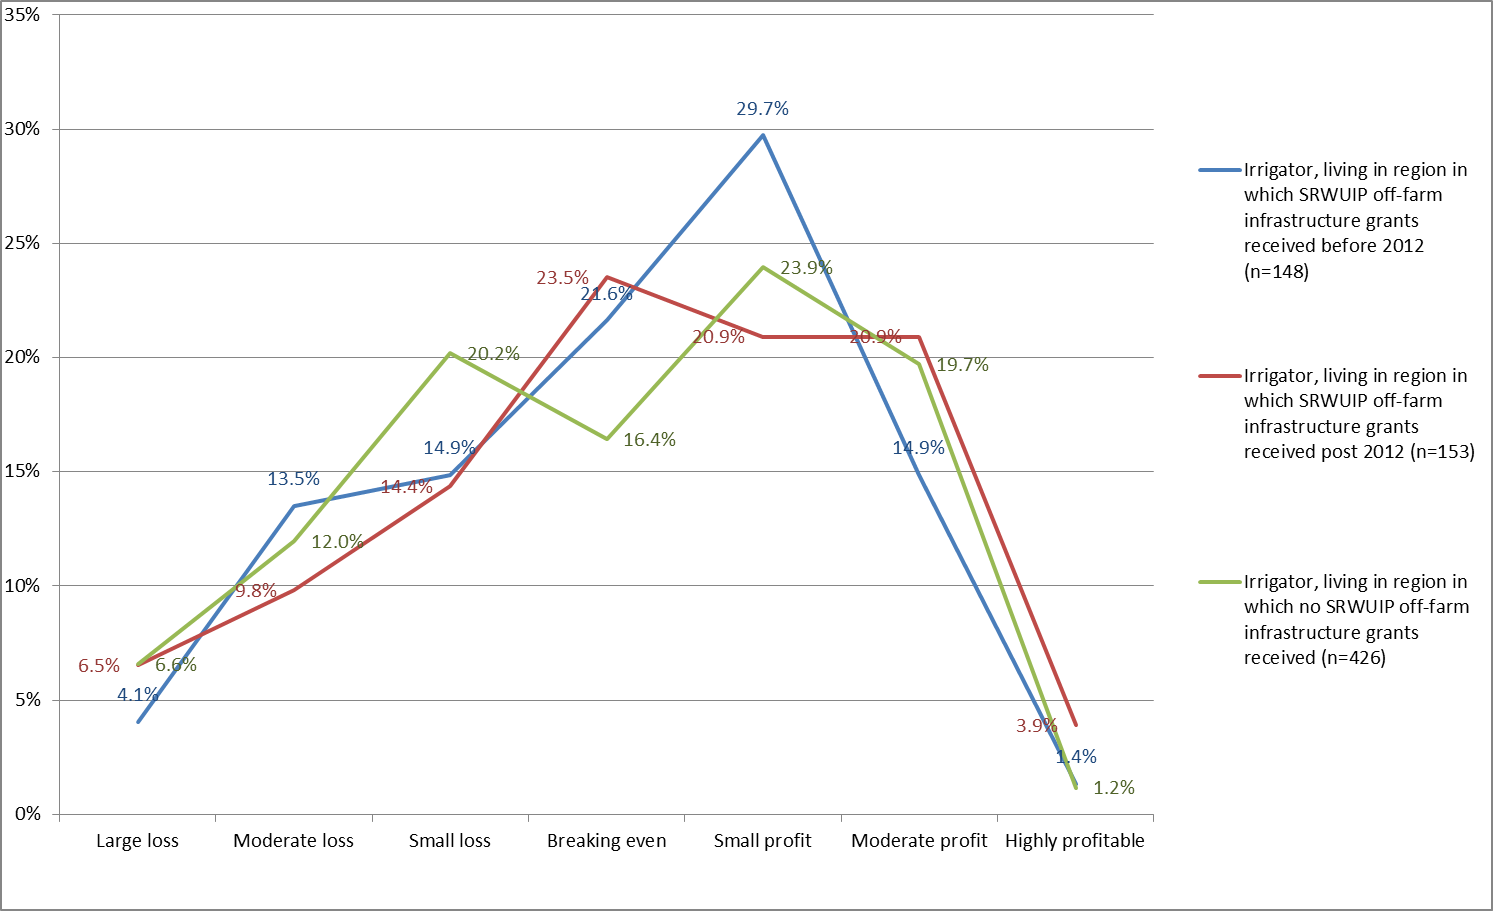 35%
30%
25%
20%
15%
10%
5%
0%
29.7%
23.5%
21.6%
23.9%
20.9%
20.9%
20.2%
19.7%
16.4%
14.9%
14.9%
14.4%
13.5%
12.0%
9.8%
6.5%
6.6%
4.1%
3.9%
1.4%
1.2%
Large loss
Moderate loss
Small loss
Breaking even
Small profit
Moderate profit
Highly profitable
Irrigator, living in region in
which SRWUIP off-farm
infrastructure grants
received before 2012
(n=148)
Irrigator, living in region in
which SRWUIP off-farm
infrastructure grants
received post 2012 (n=153)
Irrigator, living in region in
which no SRWUIP off-farm
infrastructure grants
received (n=426)